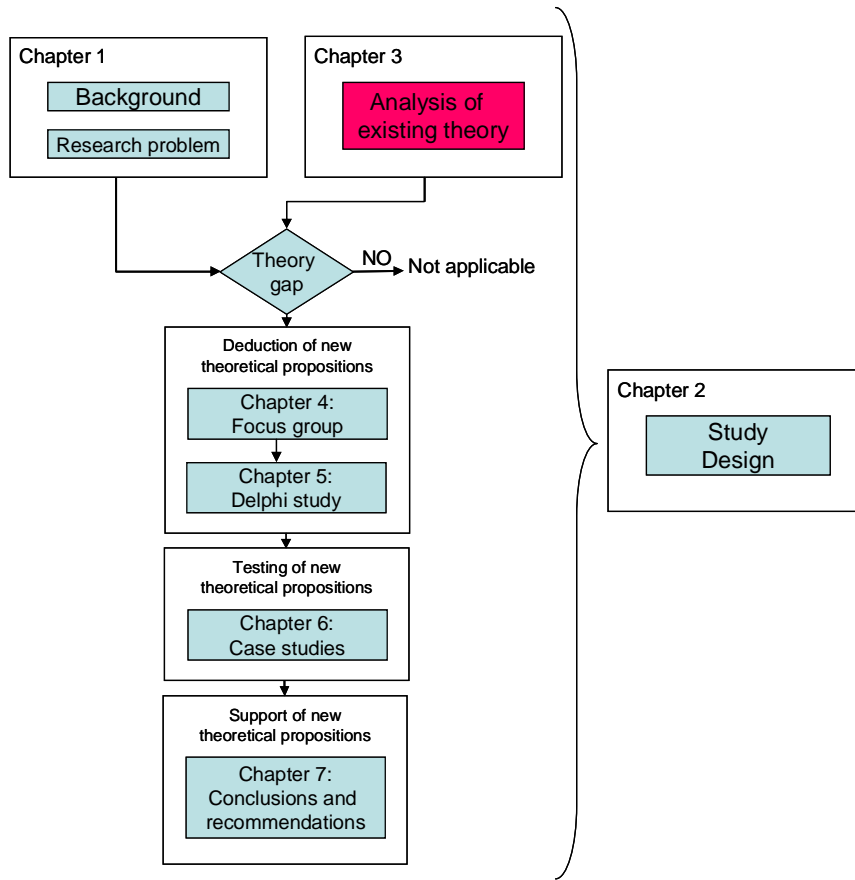 Chapter 1
Background
Research problem
Chapter 3
Analysis of
existing theory
Theory
gap
NO
Not applicable
Deduction of new
theoretical propositions
Chapter 4:
Focus group
Chapter 5:
Delphi study
Testing of new
theoretical propositions
Chapter 6:
Case studies
Support of new
theoretical propositions
Chapter 7:
Conclusions and
recommendations
Chapter 2
Study
Design